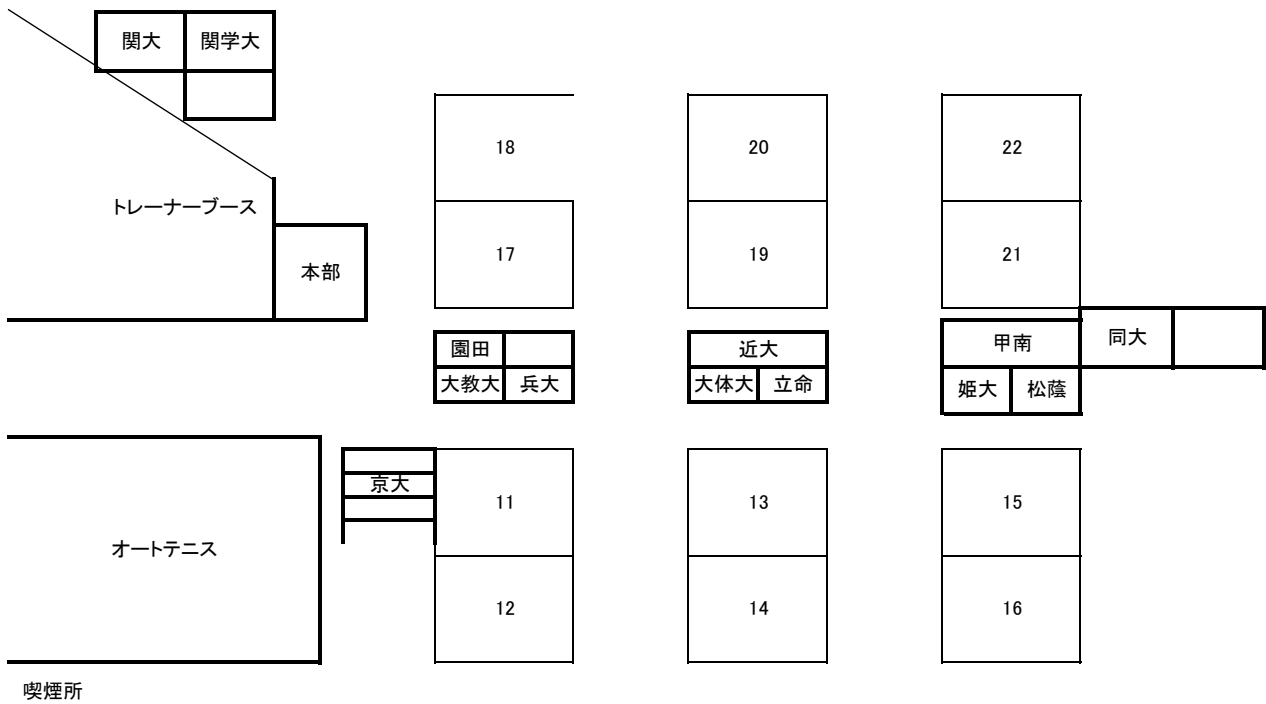 関大 関学大
18 20 22
トレーナーブース
17 19 21
本部
同大
園田 近大 甲南
大教大 兵大 大体大 立命 姫大 松蔭
京大
11 13 15
オートテニス
12 14 16
喫煙所